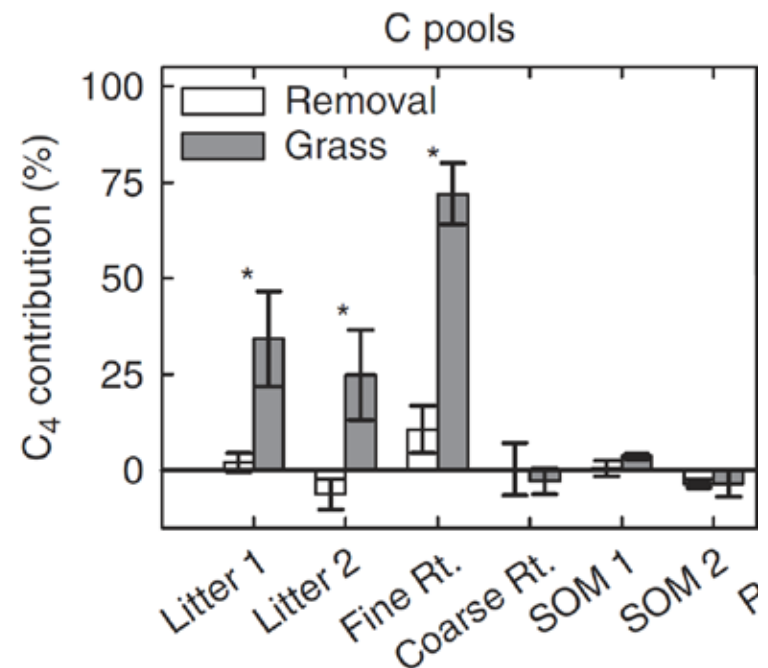 C pools
C₄ contribution (%)
100
75
50
25
0
Removal
Grass
*
*
*
Litter 1
Litter 2
Fine Rt.
Coarse Rt.
SOM 1
SOM 2